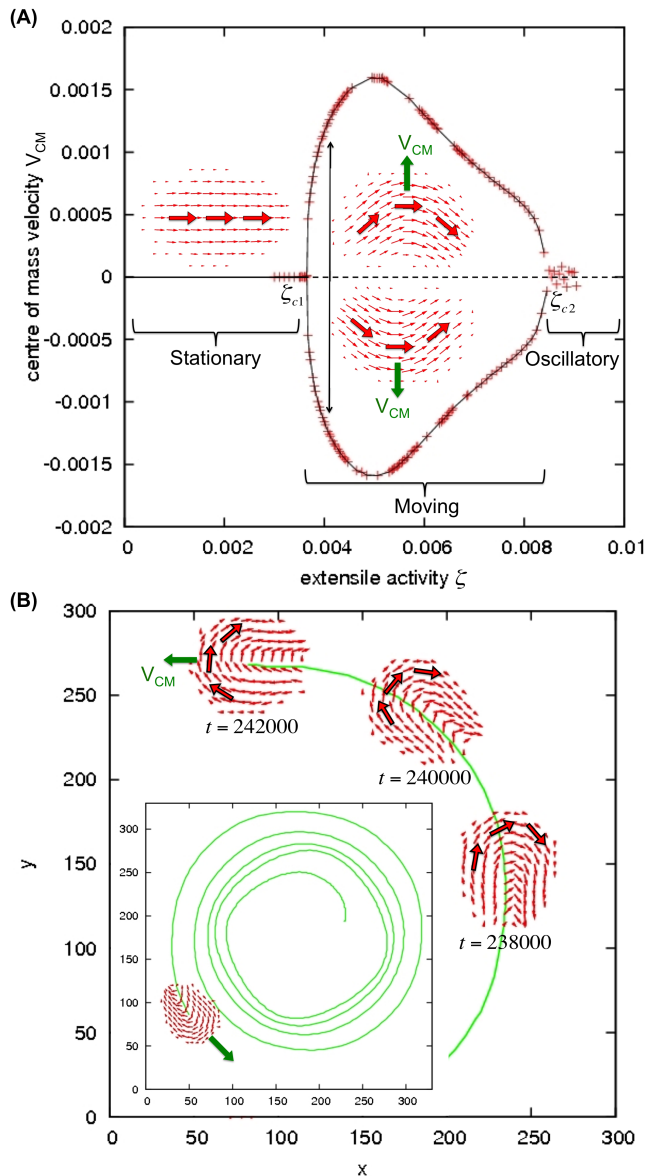 (A)
0.002
0.0015
0.001
0.0005
0
-0.0005
-0.001
-0.0015
-0.002
centre of mass velocity V_CM
V_CM
V_CM
ζ_c1
ζ_c2
Stationary
Oscillatory
Moving
0 0.002 0.004 0.006 0.008 0.01
extensile activity ζ
(B)
300
250
200
150
100
50
0
y
V_CM
t = 242000
t = 240000
t = 238000
300
250
200
150
100
50
0
0 50 100 150 200 250 300
0 50 100 150 200 250 300
x